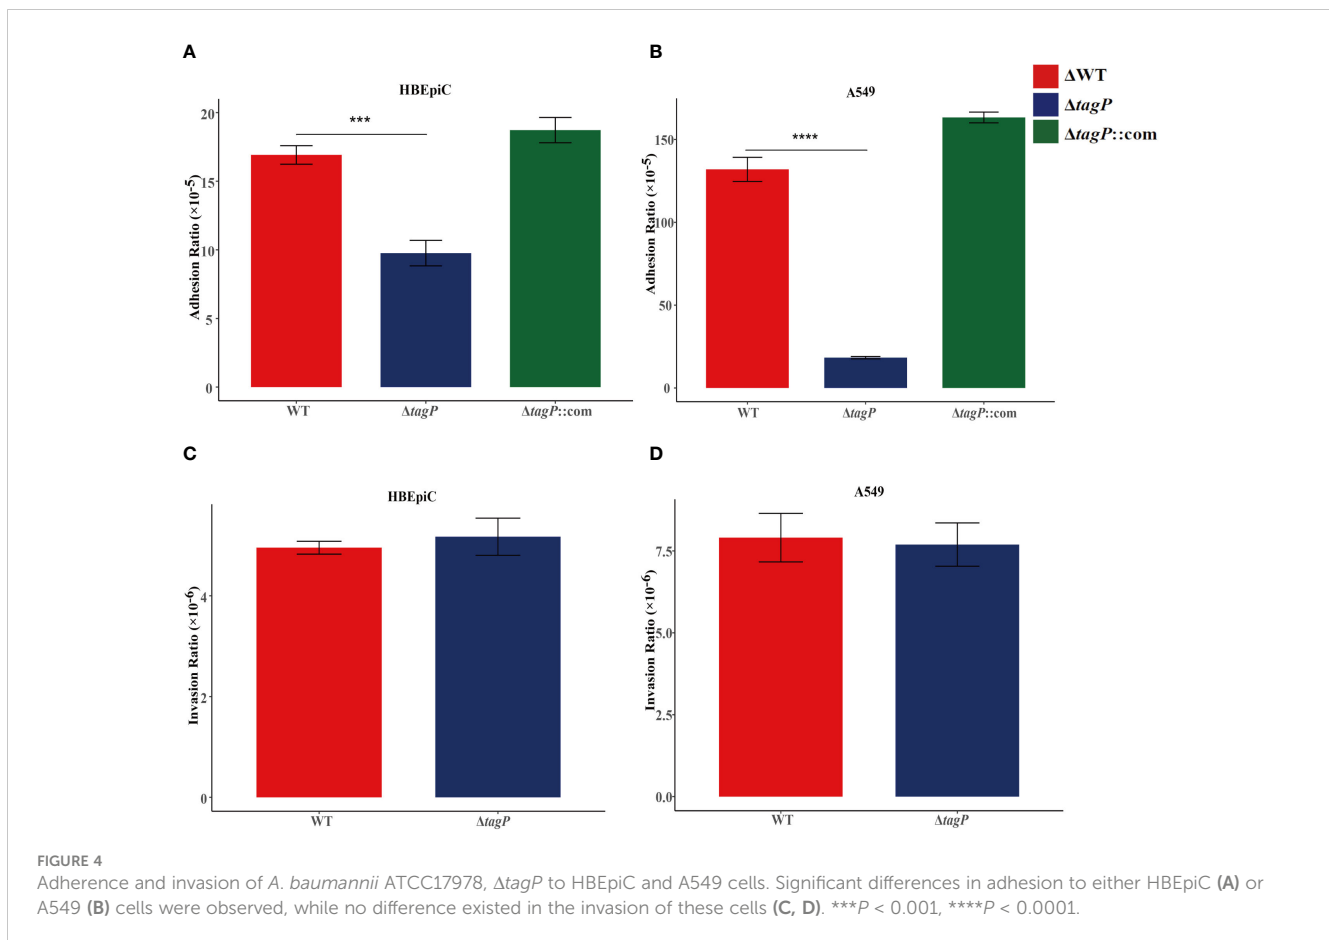 A
HBEpiC
***
Adhesion Ratio (×10-5)
20
15
10
5
0
WT
ΔtagP
ΔtagP::com
B
A549
****
Adhesion Ratio (×10-5)
150
100
50
0
WT
ΔtagP
ΔtagP::com
ΔWT
ΔtagP
ΔtagP::com
C
HBEpiC
Invasion Ratio (×10-6)
4
2
0
WT
ΔtagP
D
A549
Invasion Ratio (×10-6)
7.5
5.0
2.5
0.0
WT
ΔtagP
FIGURE 4
Adherence and invasion of A. baumannii ATCC17978, ΔtagP to HBEpiC and A549 cells. Significant differences in adhesion to either HBEpiC (A) or
A549 (B) cells were observed, while no difference existed in the invasion of these cells (C, D). ***P < 0.001, ****P < 0.0001.